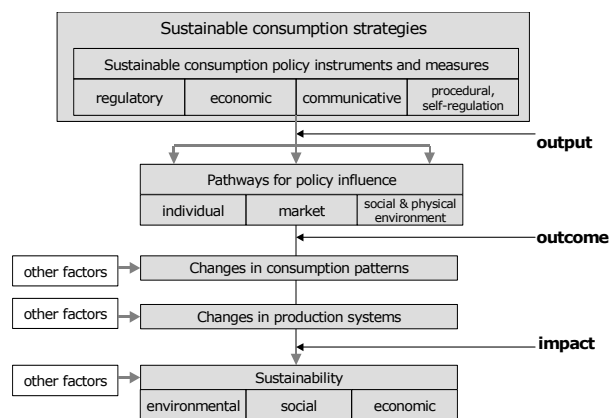 Sustainable consumption strategies
Sustainable consumption policy instruments and measures
regulatory
economic
communicative
procedural,
self-regulation
output
Pathways for policy influence
individual
market
social & physical
environment
outcome
other factors
Changes in consumption patterns
other factors
Changes in production systems
impact
other factors
Sustainability
environmental
social
economic